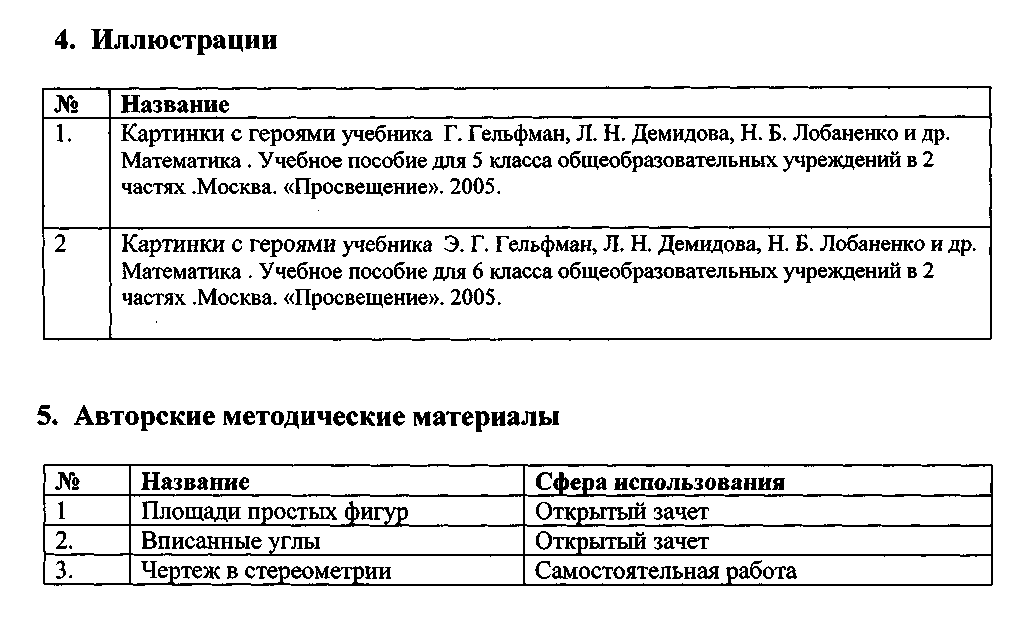 4. Иллюстрации
№ Название
1. Картинки с героями учебника Г. Гельфман, Л. Н. Демидова, Н. Б. Лобаненко и др.
Математика . Учебное пособие для 5 класса общеобразовательных учреждений в 2
частях .Москва. «Просвещение». 2005.
2 Картинки с героями учебника Э. Г. Гельфман, Л. Н. Демидова, Н. Б. Лобаненко и др.
Математика . Учебное пособие для 6 класса общеобразовательных учреждений в 2
частях .Москва. «Просвещение». 2005.
5. Авторские методические материалы
№ Название Сфера использования
1 Площади простых фигур Открытый зачет
2. Вписанные углы Открытый зачет
3. Чертеж в стереометрии Самостоятельная работа